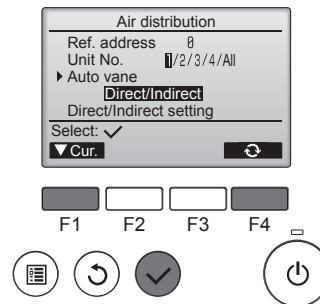 Air distribution
Ref. address 0
Unit No. 1/2/3/4/All
Auto vane
Direct/Indirect
Direct/Indirect setting
Select:
Cur.
F1 F2 F3 F4